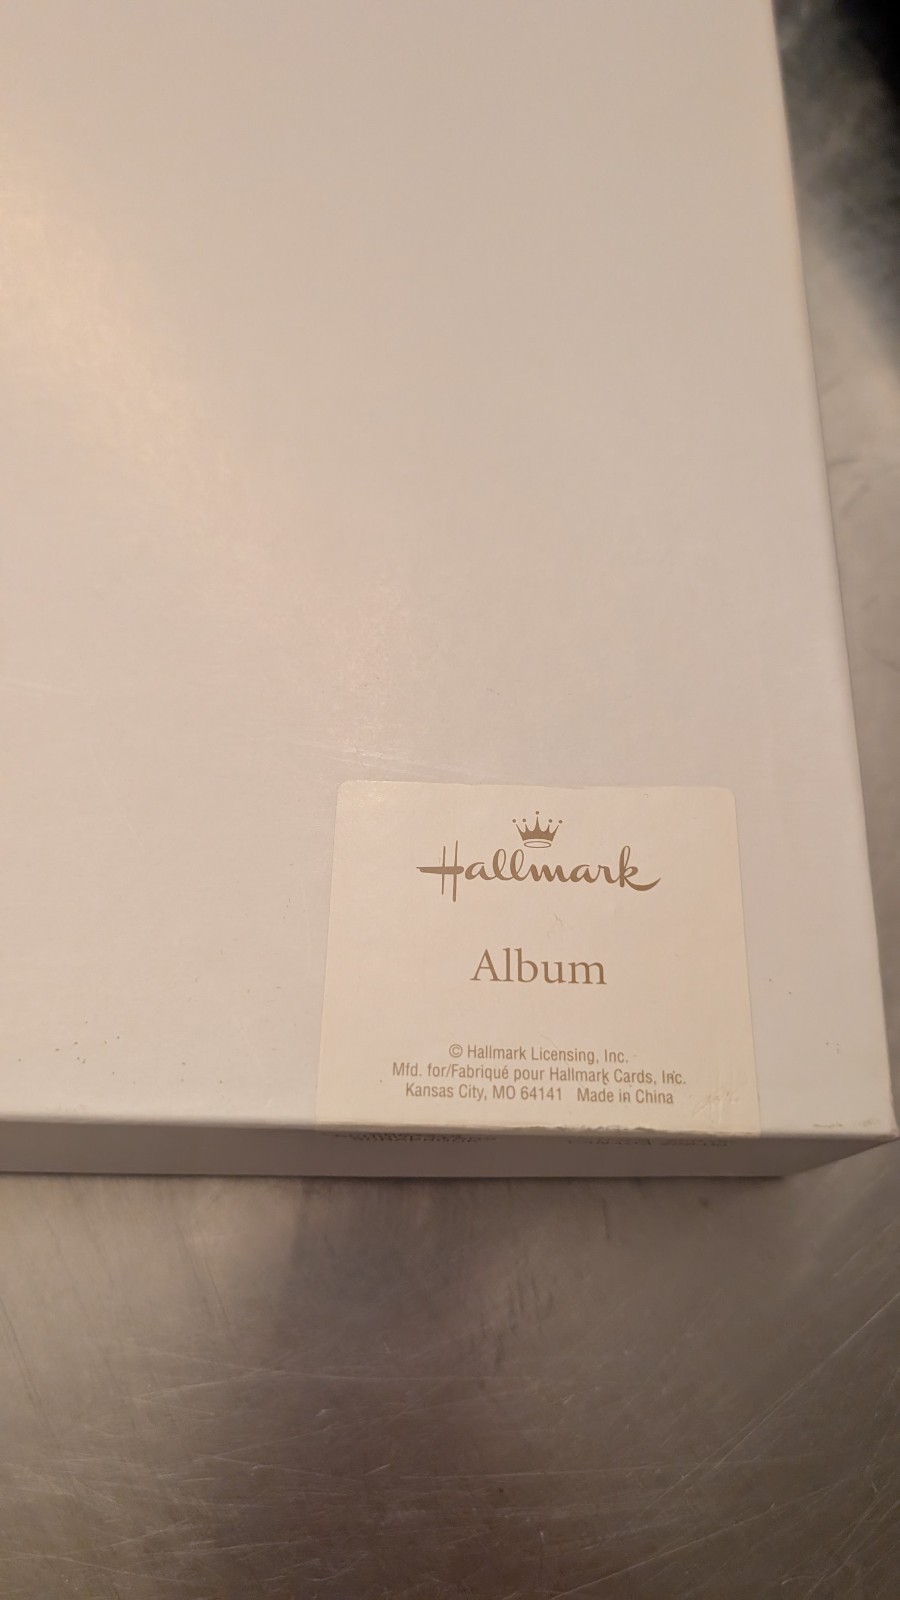 Hallmark
Album
© Hallmark Licensing, Inc.
Mfd. for/Fabriqué pour Hallmark Cards, Inc.
Kansas City, MO 64141 Made in China